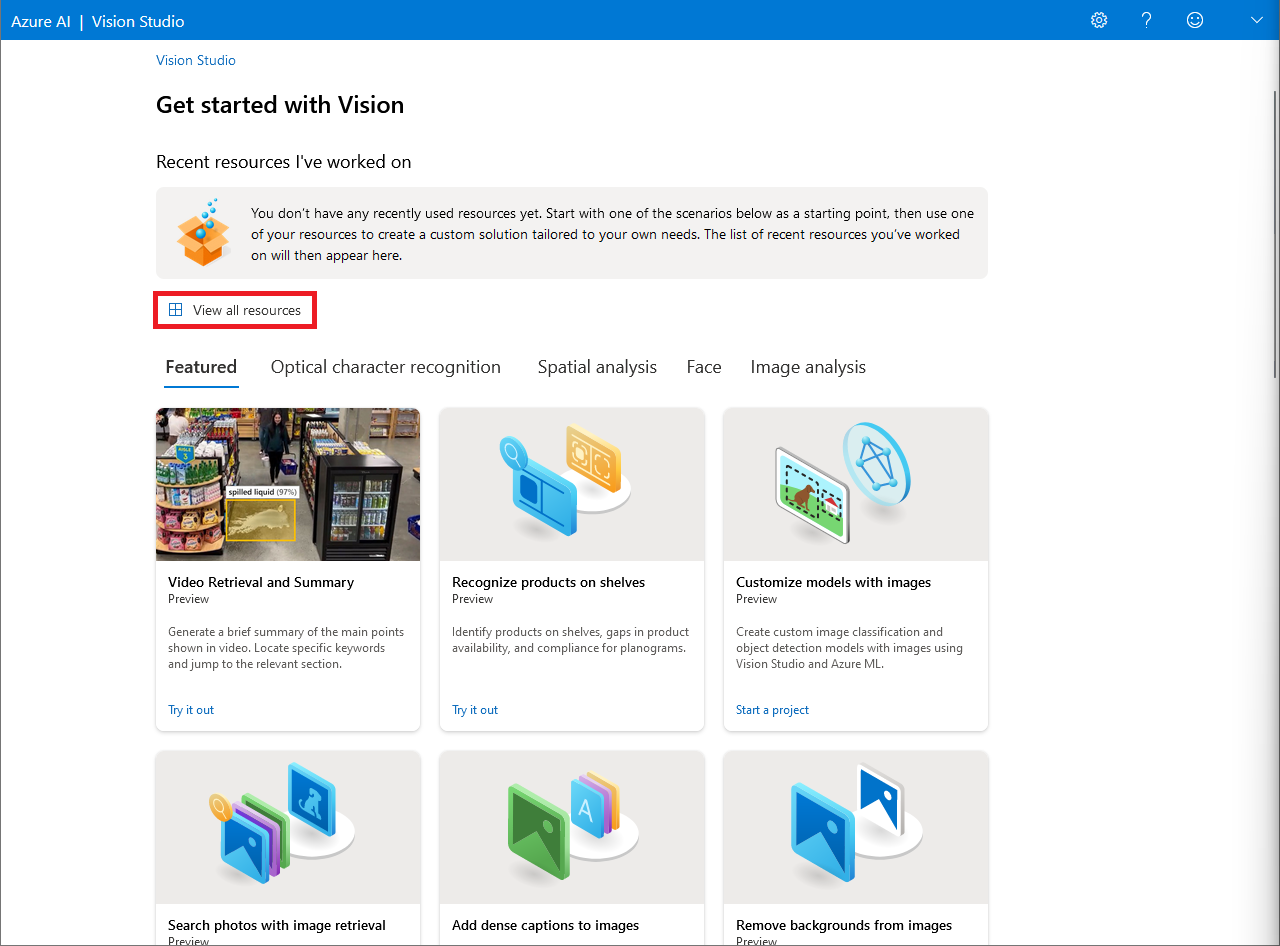 Azure AI | Vision Studio
Vision Studio
Get started with Vision
Recent resources I've worked on
You don't have any recently used resources yet. Start with one of the scenarios below as a starting point, then use one
of your resources to create a custom solution tailored to your own needs. The list of recent resources you've worked
on will then appear here.
View all resources
Featured
Optical character recognition
Spatial analysis
Face
Image analysis
AISLE
3
spilled liquid (97%)
Video Retrieval and Summary
Preview
Generate a brief summary of the main points
shown in video. Locate specific keywords
and jump to the relevant section.
Try it out
Recognize products on shelves
Preview
Identify products on shelves, gaps in product
availability, and compliance for planograms.
Try it out
Customize models with images
Preview
Create custom image classification and
object detection models with images using
Vision Studio and Azure ML.
Start a project
Search photos with image retrieval
Preview
A
Add dense captions to images
Remove backgrounds from images
Preview